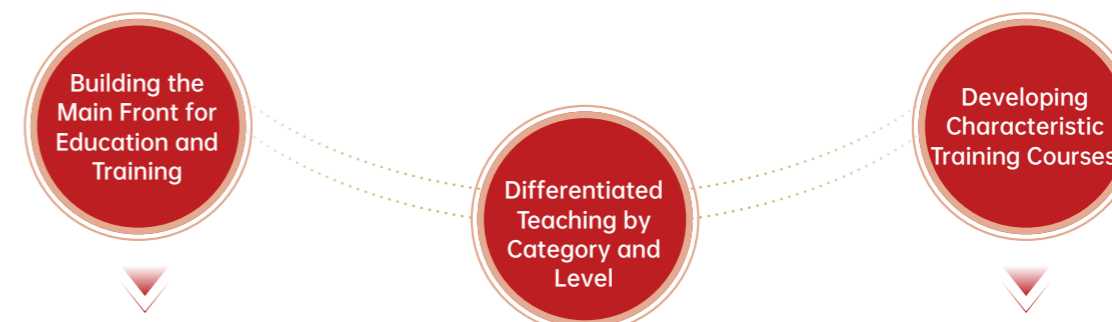 Building the
Main Front for
Education and
Training
Differentiated
Teaching by
Category and
Level
Developing
Characteristic
Training Courses